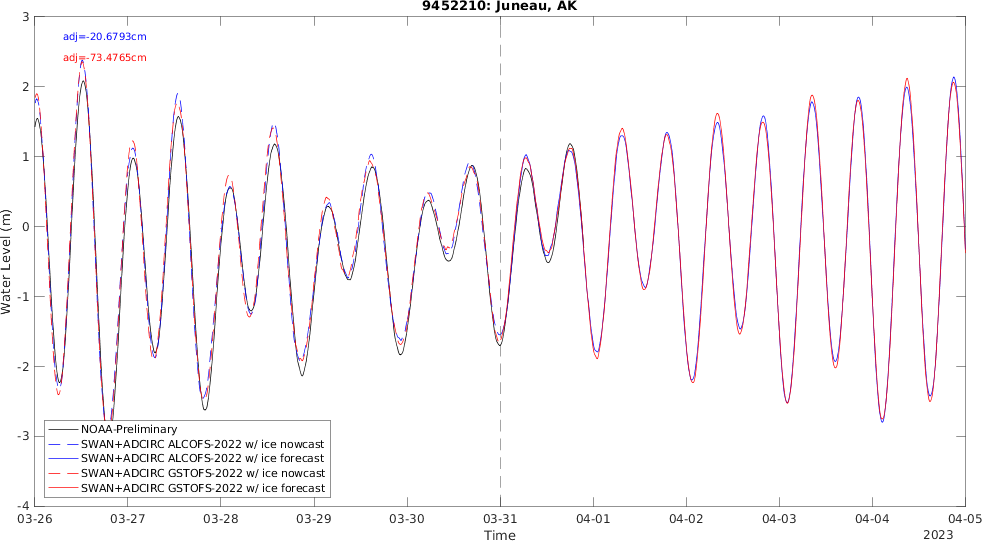 9452210: Juneau, AK
adj=-20.6793cm
adj=-73.4765cm
3
2
1
0
-1
-2
-3
-4
Water Level (m)
NOAA-Preliminary
SWAN+ADCIRC ALCOFS-2022 w/ ice nowcast
SWAN+ADCIRC ALCOFS-2022 w/ ice forecast
SWAN+ADCIRC GSTOFS-2022 w/ ice nowcast
SWAN+ADCIRC GSTOFS-2022 w/ ice forecast
03-26 03-27 03-28 03-29 03-30 03-31 04-01 04-02 04-03 04-04 04-05
Time
2023